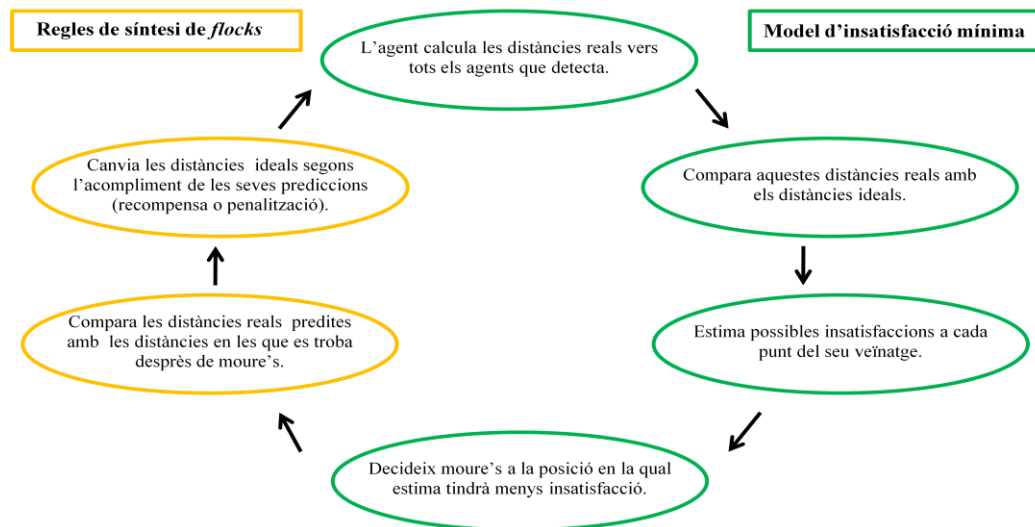 Regles de síntesi de flocks
Model d’insatisfacció mínima
L’agent calcula les distàncies reals vers
tots els agents que detecta.
Compara aquestes distàncies reals amb
els distàncies ideals.
Estima possibles insatisfaccions a cada
punt del seu veïnatge.
Decideix moure’s a la posició en la qual
estima tindrà menys insatisfacció.
Compara les distàncies reals predites
amb les distàncies en les que es troba
desprès de moure’s.
Canvia les distàncies ideals segons
l’acompliment de les seves prediccions
(recompensa o penalització).